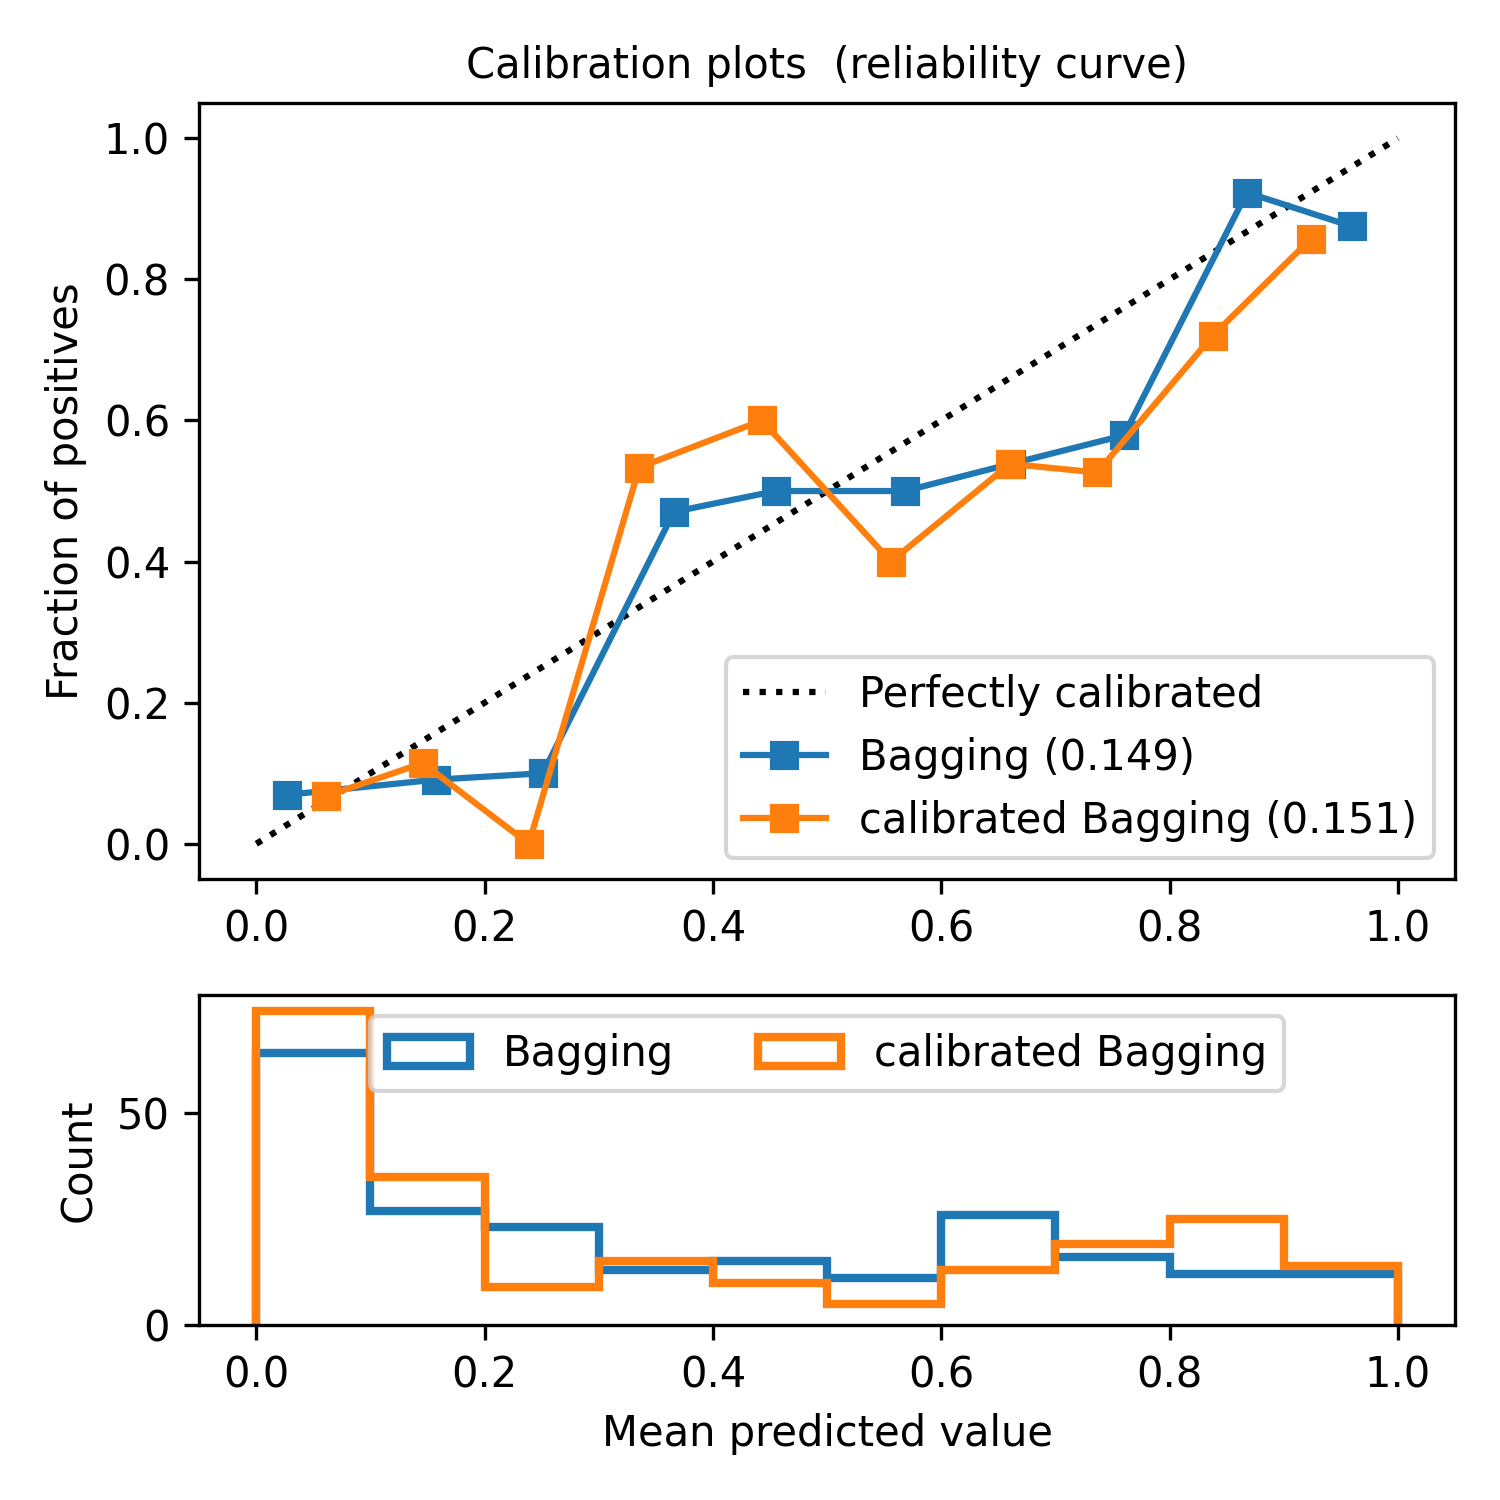 Calibration plots  (reliability curve)
1.0
0.8
0.6
0.4
0.2
0.0
Fraction of positives
Perfectly calibrated
Bagging (0.149)
calibrated Bagging (0.151)
0.0 0.2 0.4 0.6 0.8 1.0
Bagging calibrated Bagging
50
0
Count
0.0 0.2 0.4 0.6 0.8 1.0
Mean predicted value